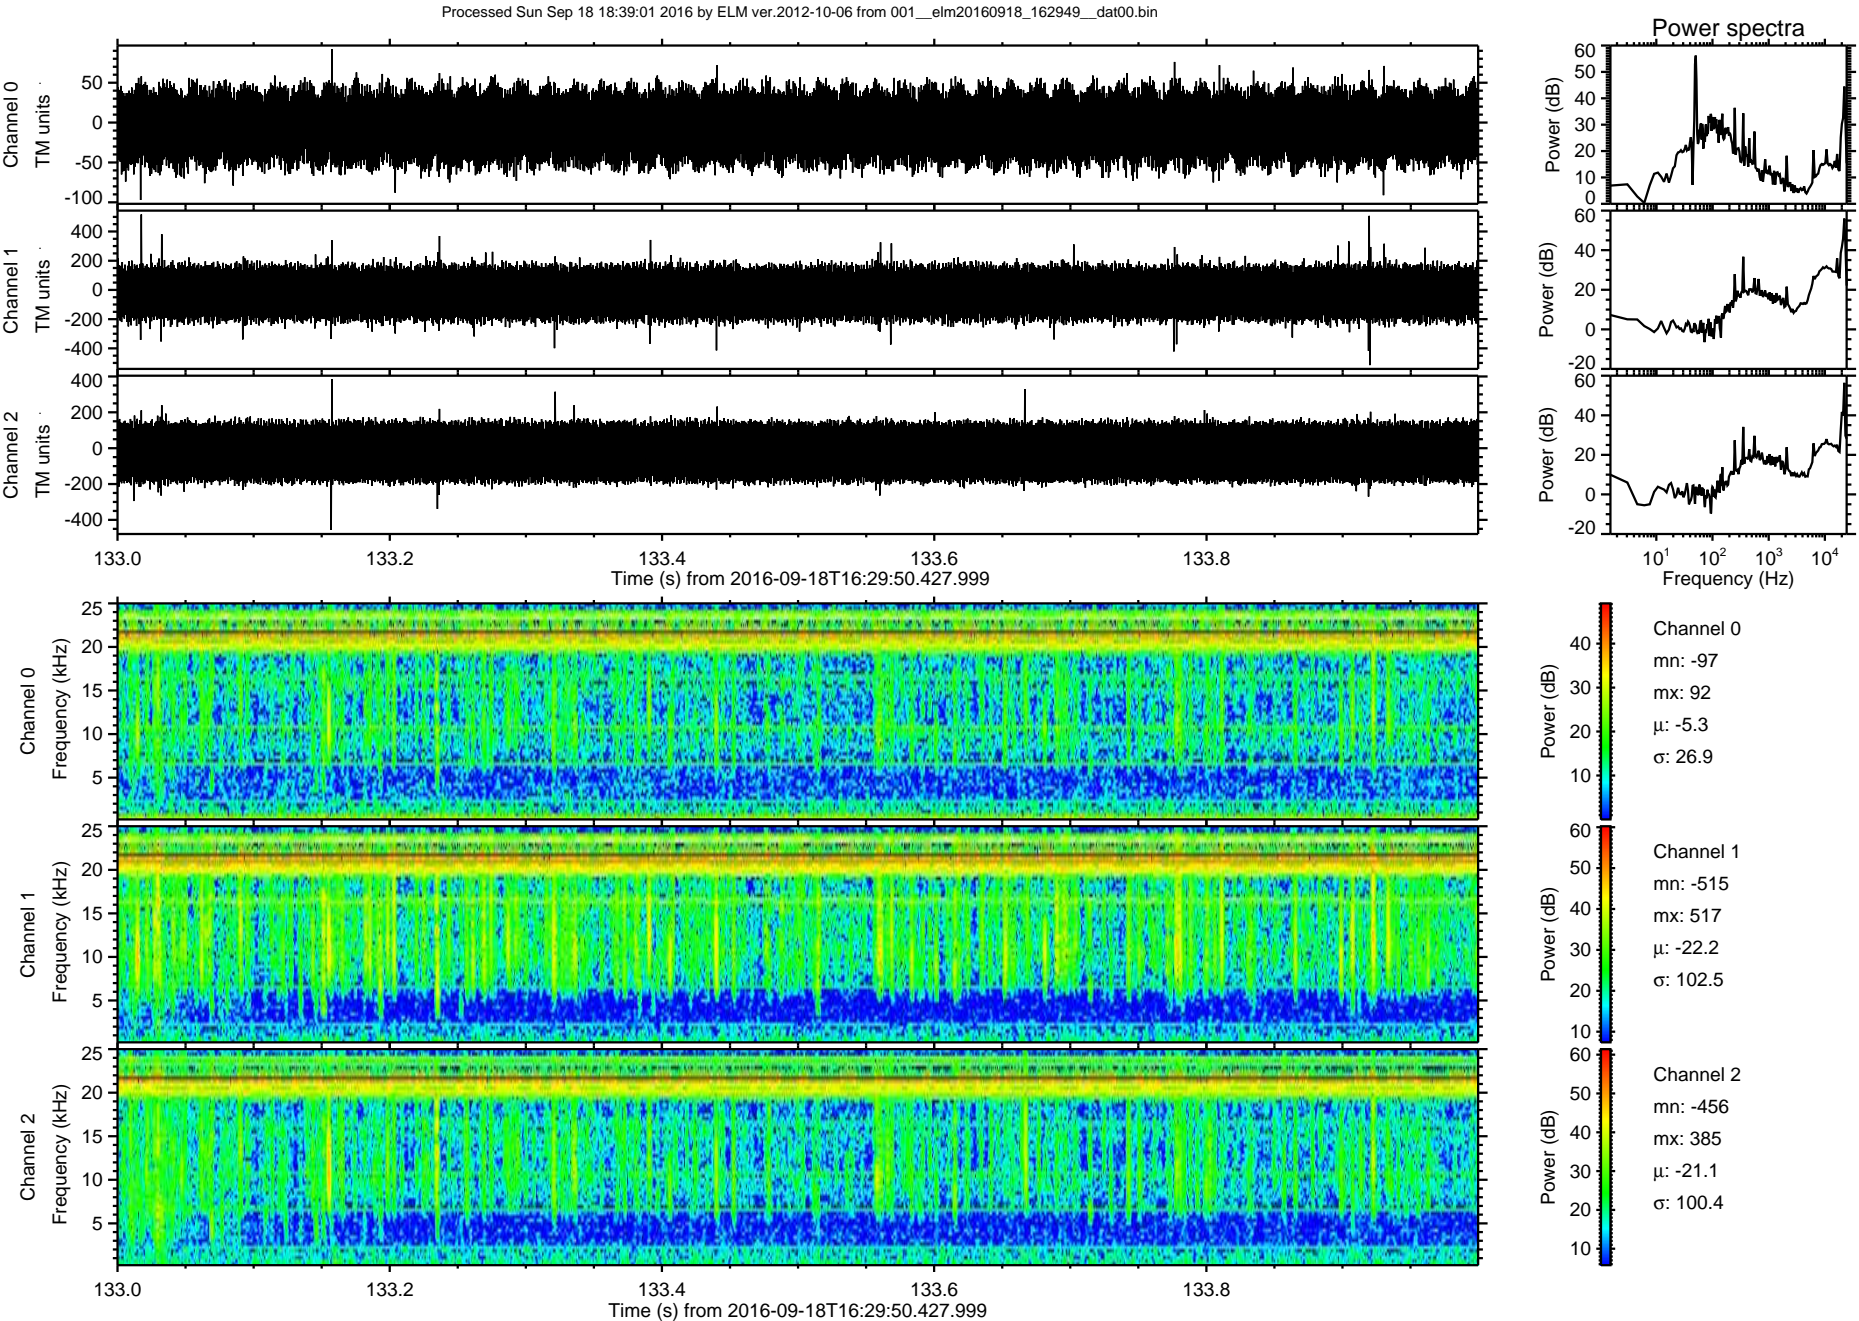 Processed Sun Sep 18 18:39:01 2016 by ELM ver.2012-10-06 from 001__elm20160918_162949__dat00.bin
Power spectra
Channel 0
TM units
50
0
-50
-100
Power (dB)
60
50
40
30
20
10
0
Channel 1
TM units
400
200
0
-200
-400
Power (dB)
60
40
20
0
-20
Channel 2
TM units
400
200
0
-200
-400
Power (dB)
60
40
20
0
-20
133.0 133.2 133.4 133.6 133.8
Time (s) from 2016-09-18T16:29:50.427.999
10¹ 10² 10³ 10⁴
Frequency (Hz)
Channel 0
Frequency (kHz)
25
20
15
10
5
Power (dB)
40
30
20
10
Channel 0
mn: -97
mx: 92
μ: -5.3
σ: 26.9
Channel 1
Frequency (kHz)
25
20
15
10
5
Power (dB)
60
50
40
30
20
10
Channel 1
mn: -515
mx: 517
μ: -22.2
σ: 102.5
Channel 2
Frequency (kHz)
25
20
15
10
5
Power (dB)
60
50
40
30
20
10
Channel 2
mn: -456
mx: 385
μ: -21.1
σ: 100.4
133.0 133.2 133.4 133.6 133.8
Time (s) from 2016-09-18T16:29:50.427.999